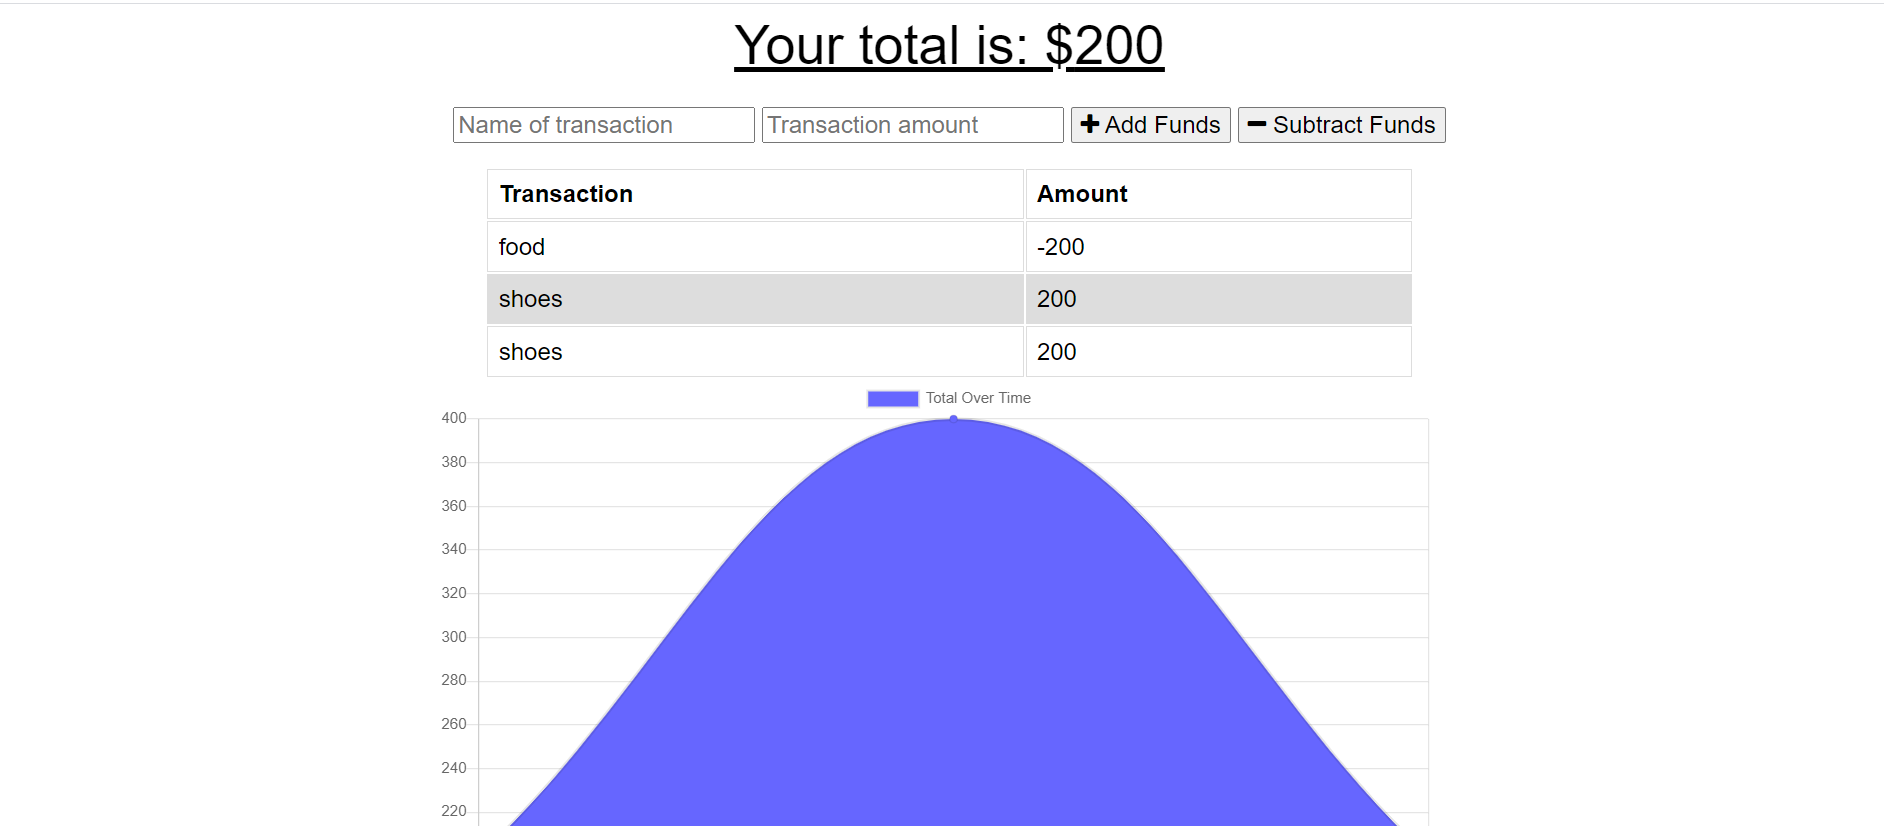 Your total is: $200
Name of transaction Transaction amount Add Funds Subtract Funds
Transaction Amount
food -200
shoes 200
shoes 200
Total Over Time
400
380
360
340
320
300
280
260
240
220